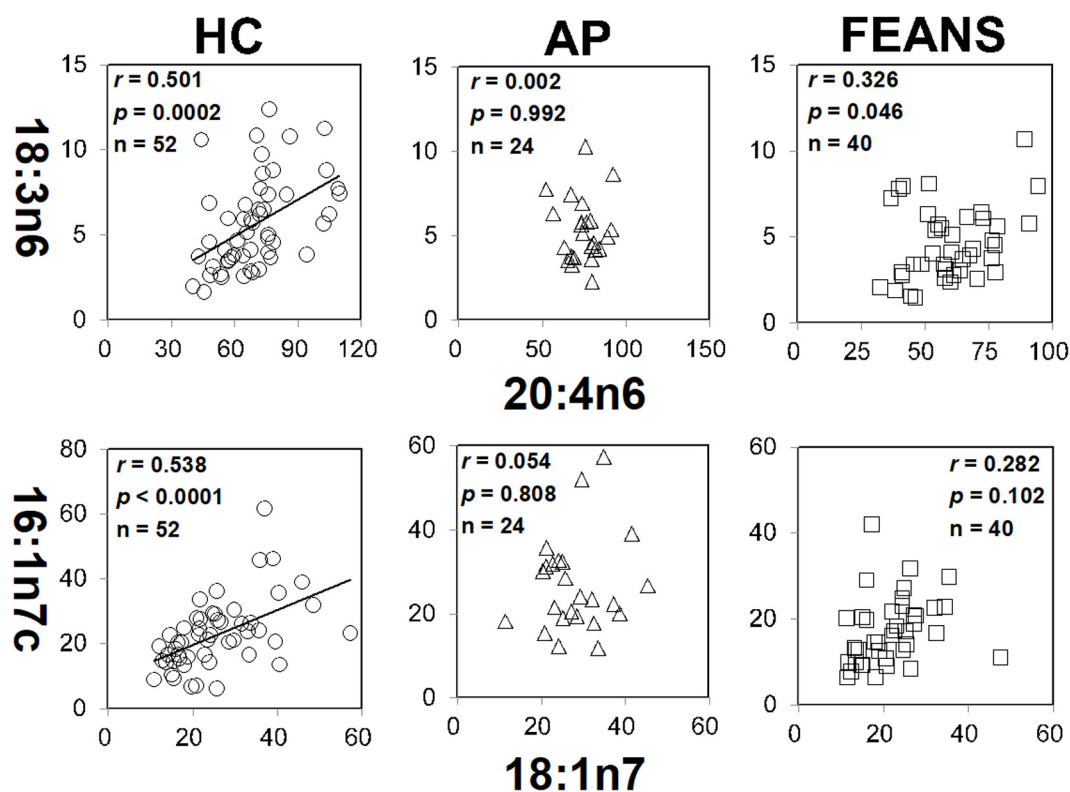 HC AP FEANS
18:3n6
15
10
5
0
r = 0.501
p = 0.0002
n = 52
0 30 60 90 120
15
10
5
0
r = 0.002
p = 0.992
n = 24
0 50 100 150
15
10
5
0
r = 0.326
p = 0.046
n = 40
0 25 50 75 100
20:4n6
16:1n7c
80
60
40
20
0
r = 0.538
p < 0.0001
n = 52
0 20 40 60
60
40
20
0
r = 0.054
p = 0.808
n = 24
0 20 40 60
60
40
20
0
r = 0.282
p = 0.102
n = 40
0 20 40 60
18:1n7